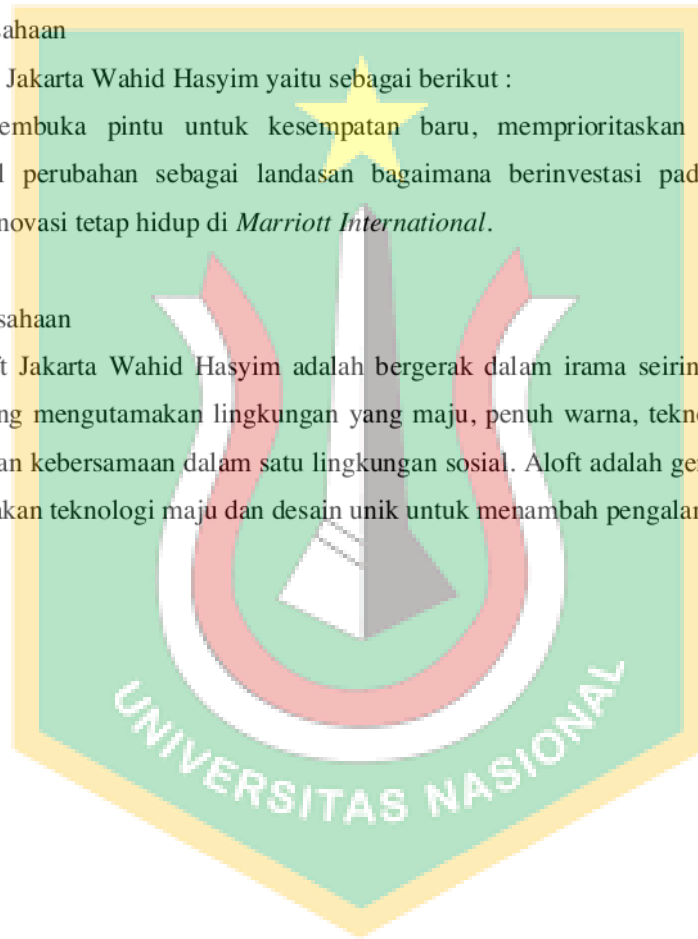 sahaan
Jakarta Wahid Hasyim yaitu sebagai berikut :
embuka pintu untuk kesempatan baru, memprioritaskan
l perubahan sebagai landasan bagaimana berinvestasi pad
novasi tetap hidup di Marriott International.
sahaan
ft Jakarta Wahid Hasyim adalah bergerak dalam irama seirin
ng mengutamakan lingkungan yang maju, penuh warna, tekno
an kebersamaan dalam satu lingkungan sosial. Aloft adalah ge
akan teknologi maju dan desain unik untuk menambah pengala
UNIVERSITAS NASIONAL